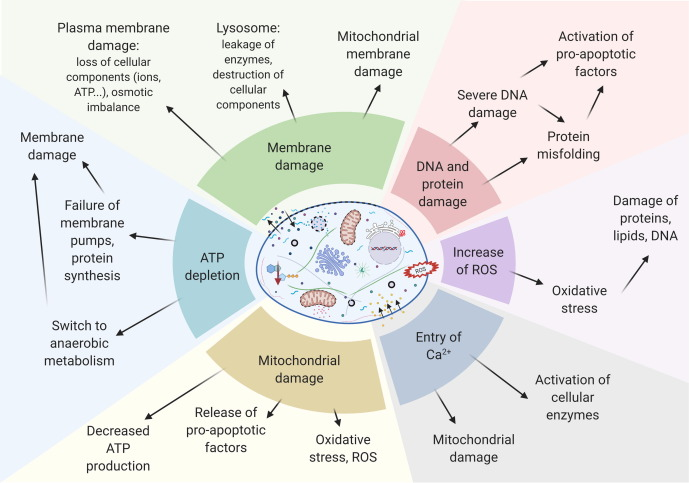 Plasma membrane
damage:
loss of cellular
components (ions,
ATP...), osmotic
imbalance
Lysosome:
leakage of
enzymes,
destruction of
cellular
components
Mitochondrial
membrane
damage
Membrane
damage
Activation of
pro-apoptotic
factors
Severe DNA
damage
Protein
misfolding
DNA and
protein
damage
Damage of
proteins,
lipids, DNA
Increase
of ROS
Oxidative
stress
ROS
Entry of
Ca²⁺
Activation of
cellular
enzymes
Mitochondrial
damage
Mitochondrial
damage
Oxidative
stress, ROS
Release of
pro-apoptotic
factors
Decreased
ATP
production
ATP
depletion
Membrane
damage
Failure of
membrane
pumps,
protein
synthesis
Switch to
anaerobic
metabolism